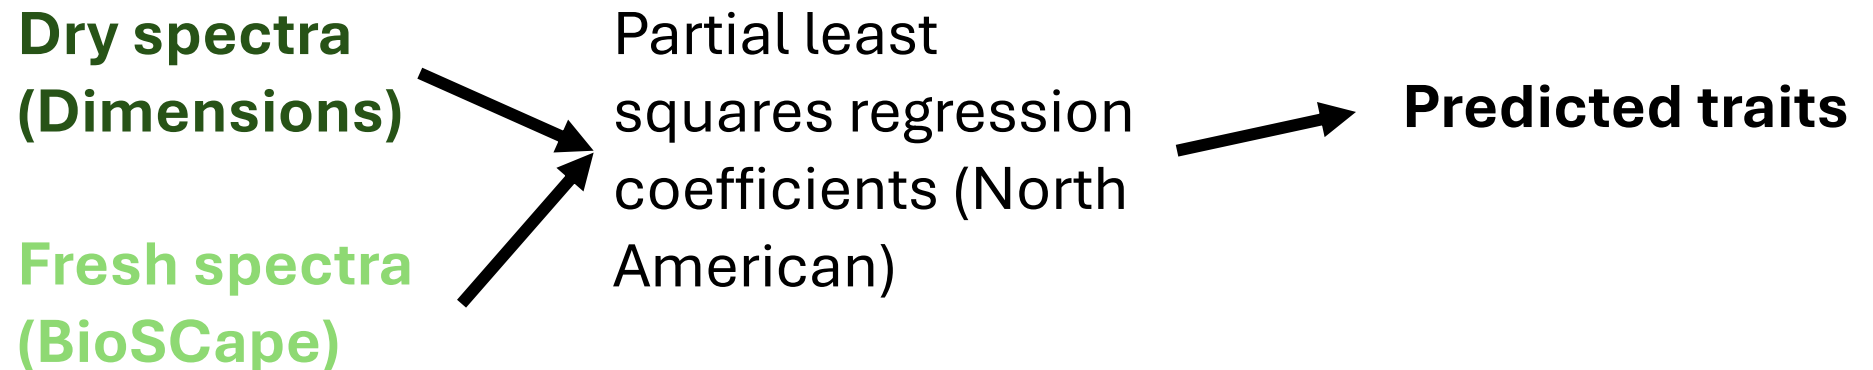 Dry spectra
(Dimensions)
Fresh spectra
(BioSCape)
Partial least
squares regression
coefficients (North
American)
Predicted traits